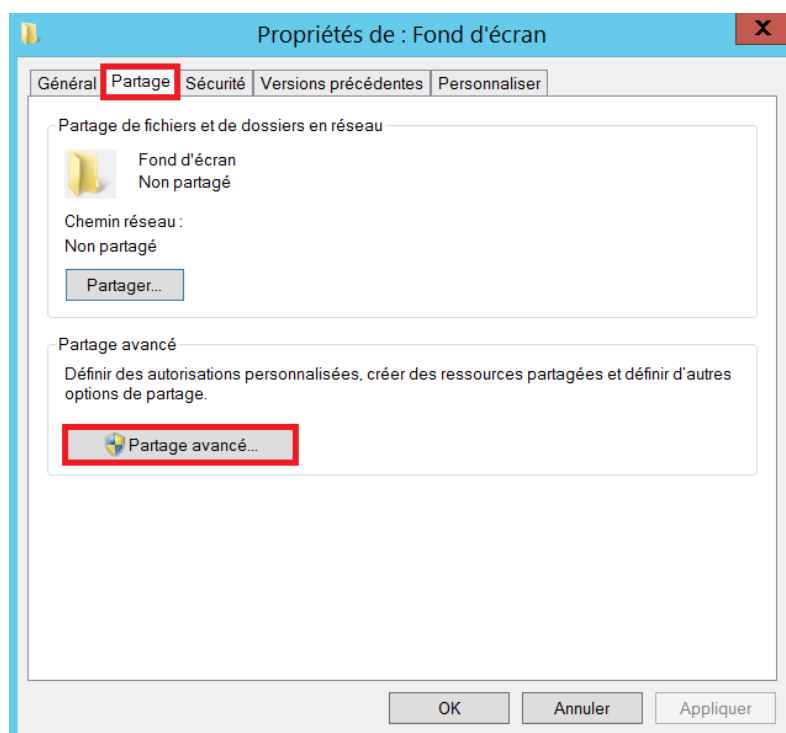 Propriétés de : Fond d'écran
X
Général Partage Sécurité Versions précédentes Personnaliser
Partage de fichiers et de dossiers en réseau
Fond d'écran
Non partagé
Chemin réseau :
Non partagé
Partager...
Partage avancé
Définir des autorisations personnalisées, créer des ressources partagées et définir d'autres
options de partage.
Partage avancé...
OK Annuler Appliquer